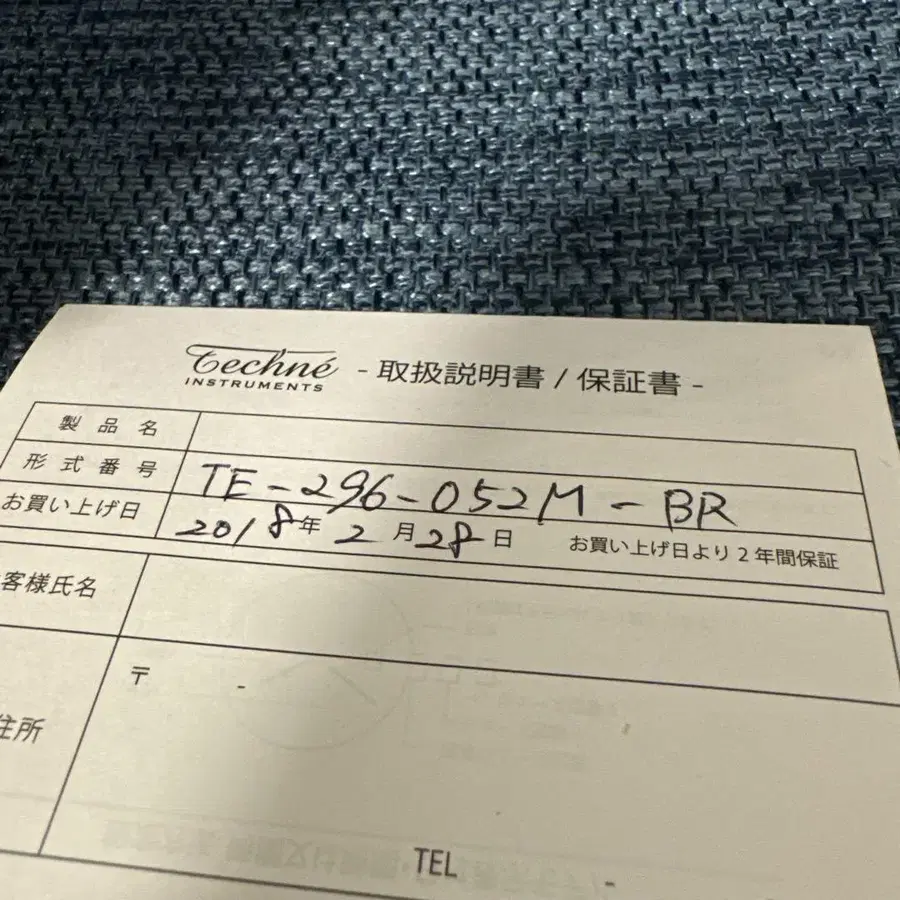 Techné
INSTRUMENTS
- 取扱説明書 / 保証書 -
製品名
形式番号 TE-296-052M-BR
お買い上げ日 2018年 2月 28日 お買い上げ日より2年間保証
客様氏名
住所 〒 -
TEL -